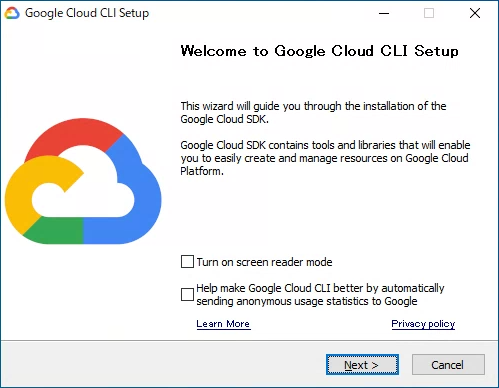 Google Cloud CLI Setup
Welcome to Google Cloud CLI Setup
This wizard will guide you through the installation of the
Google Cloud SDK.
Google Cloud SDK contains tools and libraries that will enable
you to easily create and manage resources on Google Cloud
Platform.
Turn on screen reader mode
Help make Google Cloud CLI better by automatically
sending anonymous usage statistics to Google
Learn More
Privacy policy
Next >
Cancel